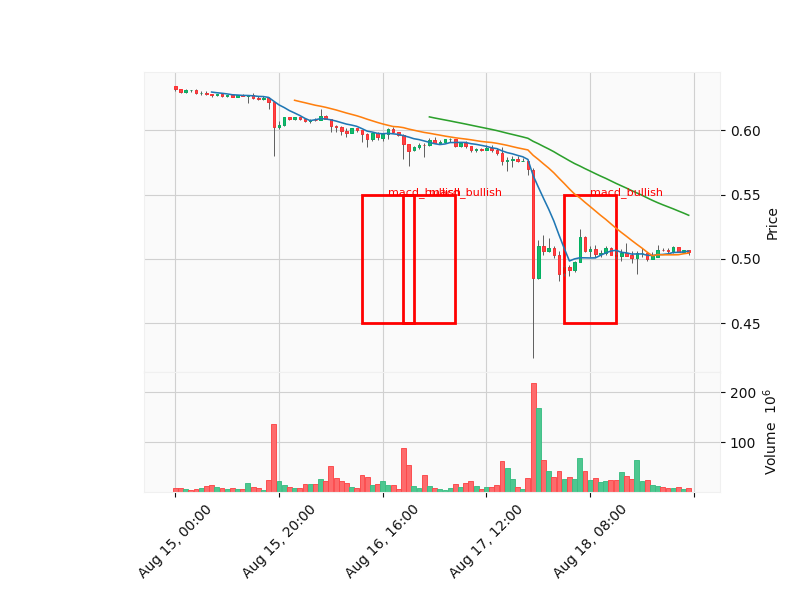 0.60
0.55
0.50
0.45
Price
macd_bullish
macd_bullish
macd_bullish
200
100
Volume 10^6
Aug 15, 00:00
Aug 15, 20:00
Aug 16, 16:00
Aug 17, 12:00
Aug 18, 08:00